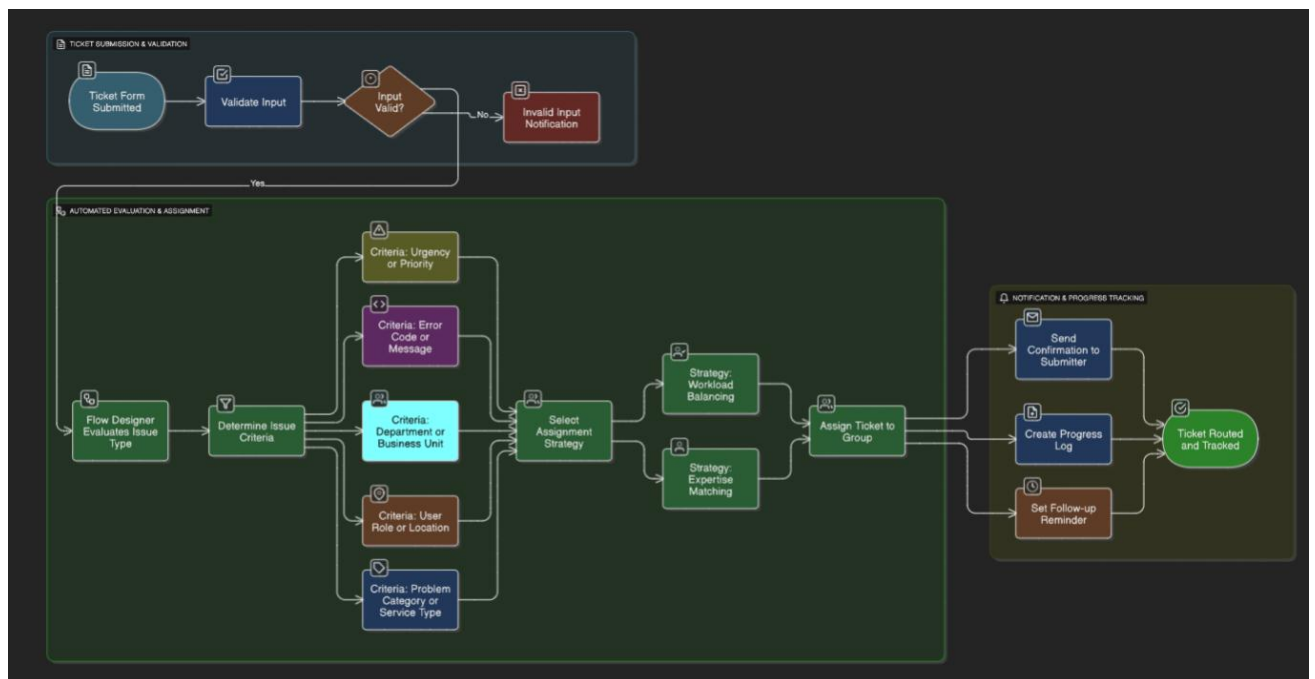 TICKET SUBMISSION & VALIDATION
Ticket Form
Submitted
Validate Input
Input
Valid?
No
Invalid Input
Notification
Yes
AUTOMATED EVALUATION & ASSIGNMENT
Flow Designer
Evaluates Issue
Type
Determine Issue
Criteria
Criteria: Urgency
or Priority
Criteria: Error
Code or
Message
Criteria:
Department or
Business Unit
Criteria: User
Role or Location
Criteria: Problem
Category or
Service Type
Select
Assignment
Strategy
Strategy:
Workload
Balancing
Strategy:
Expertise
Matching
Assign Ticket to
Group
NOTIFICATION & PROGRESS TRACKING
Send
Confirmation to
Submitter
Create Progress
Log
Set Follow-up
Reminder
Ticket Routed
and Tracked